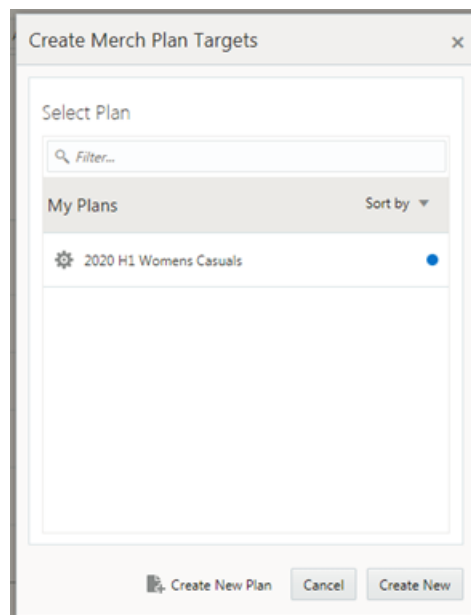 Create Merch Plan Targets
Select Plan
Filter...
My Plans Sort by
2020 H1 Womens Casuals
Create New Plan Cancel Create New